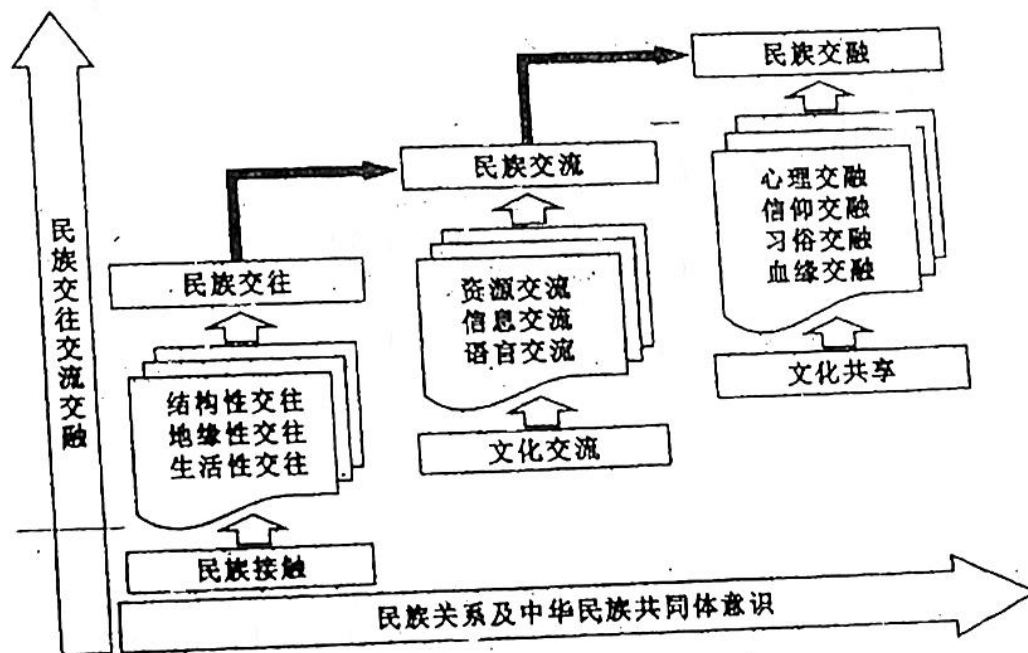 民族交融
心理交融
信仰交融
习俗交融
血缘交融
文化共享
民族交流
资源交流
信息交流
语言交流
文化交流
民族交往
结构性交往
地缘性交往
生活性交往
民族接触
民族交往交流交融
民族关系及中华民族共同体意识